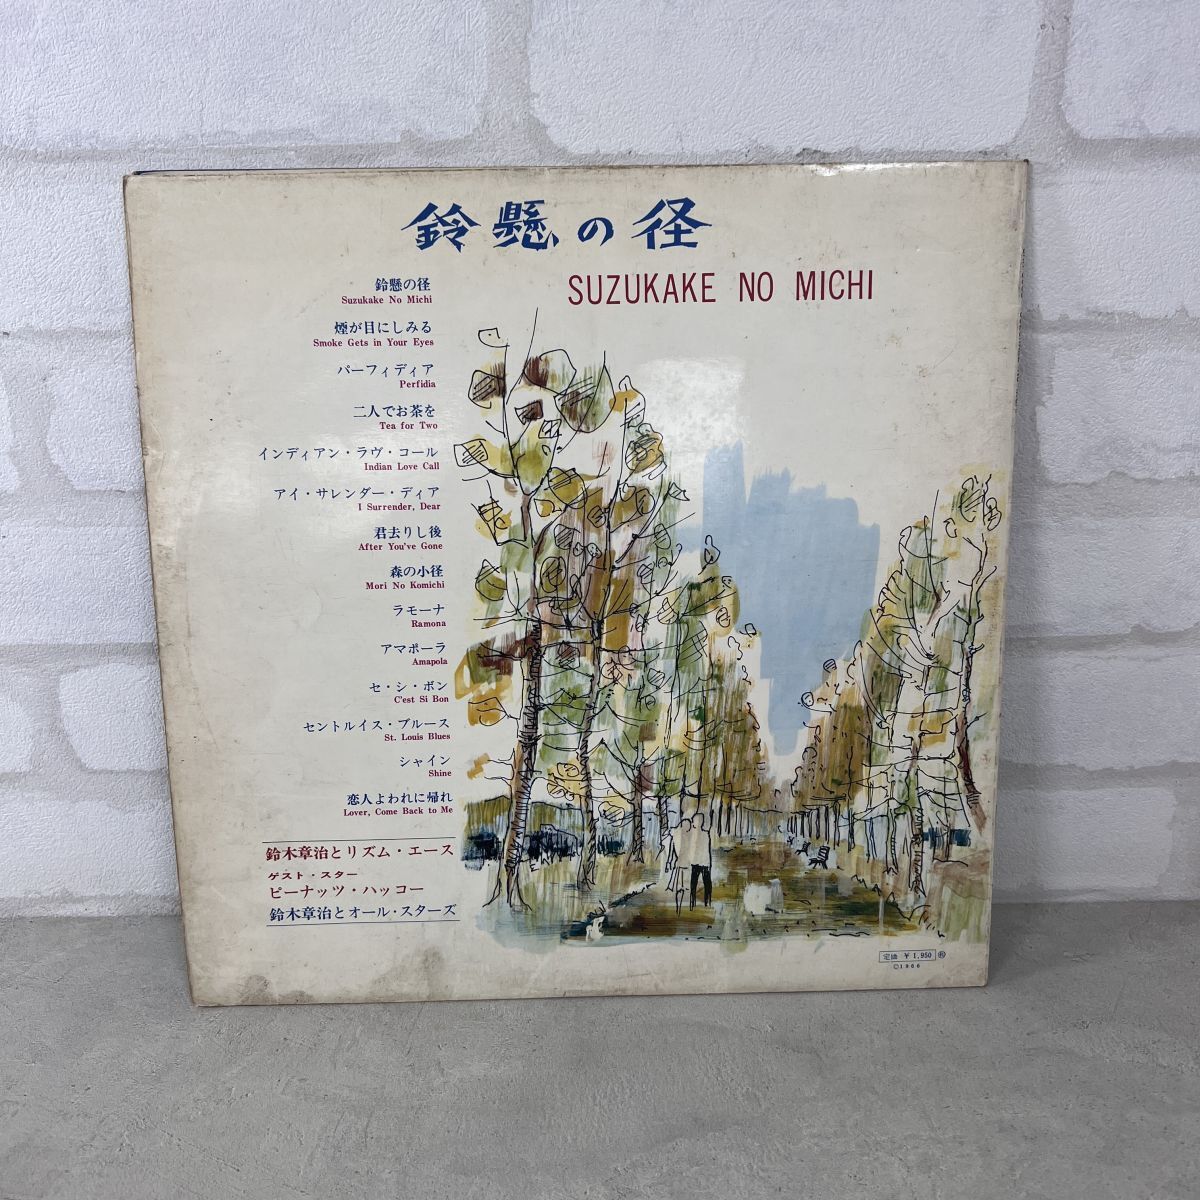 鈴懸の径
SUZUKAKE NO MICHI
鈴懸の径
Suzukake No Michi
煙が目にしみる
Smoke Gets in Your Eyes
パーフィディア
Perfidia
二人でお茶を
Tea for Two
インディアン・ラヴ・コール
Indian Love Call
アイ・サレンダー・ディア
I Surrender, Dear
君去りし後
After You've Gone
森の小径
Mori No Komichi
ラモーナ
Ramona
アマポーラ
Amapola
セ・シ・ボン
C'est Si Bon
セントルイス・ブルース
St. Louis Blues
シャイン
Shine
恋人よわれに帰れ
Lover, Come Back to Me
鈴木章治とリズム・エース
ゲスト・スター
ピーナッツ・ハッコー
鈴木章治とオール・スターズ
定価 ¥1,950
©1966